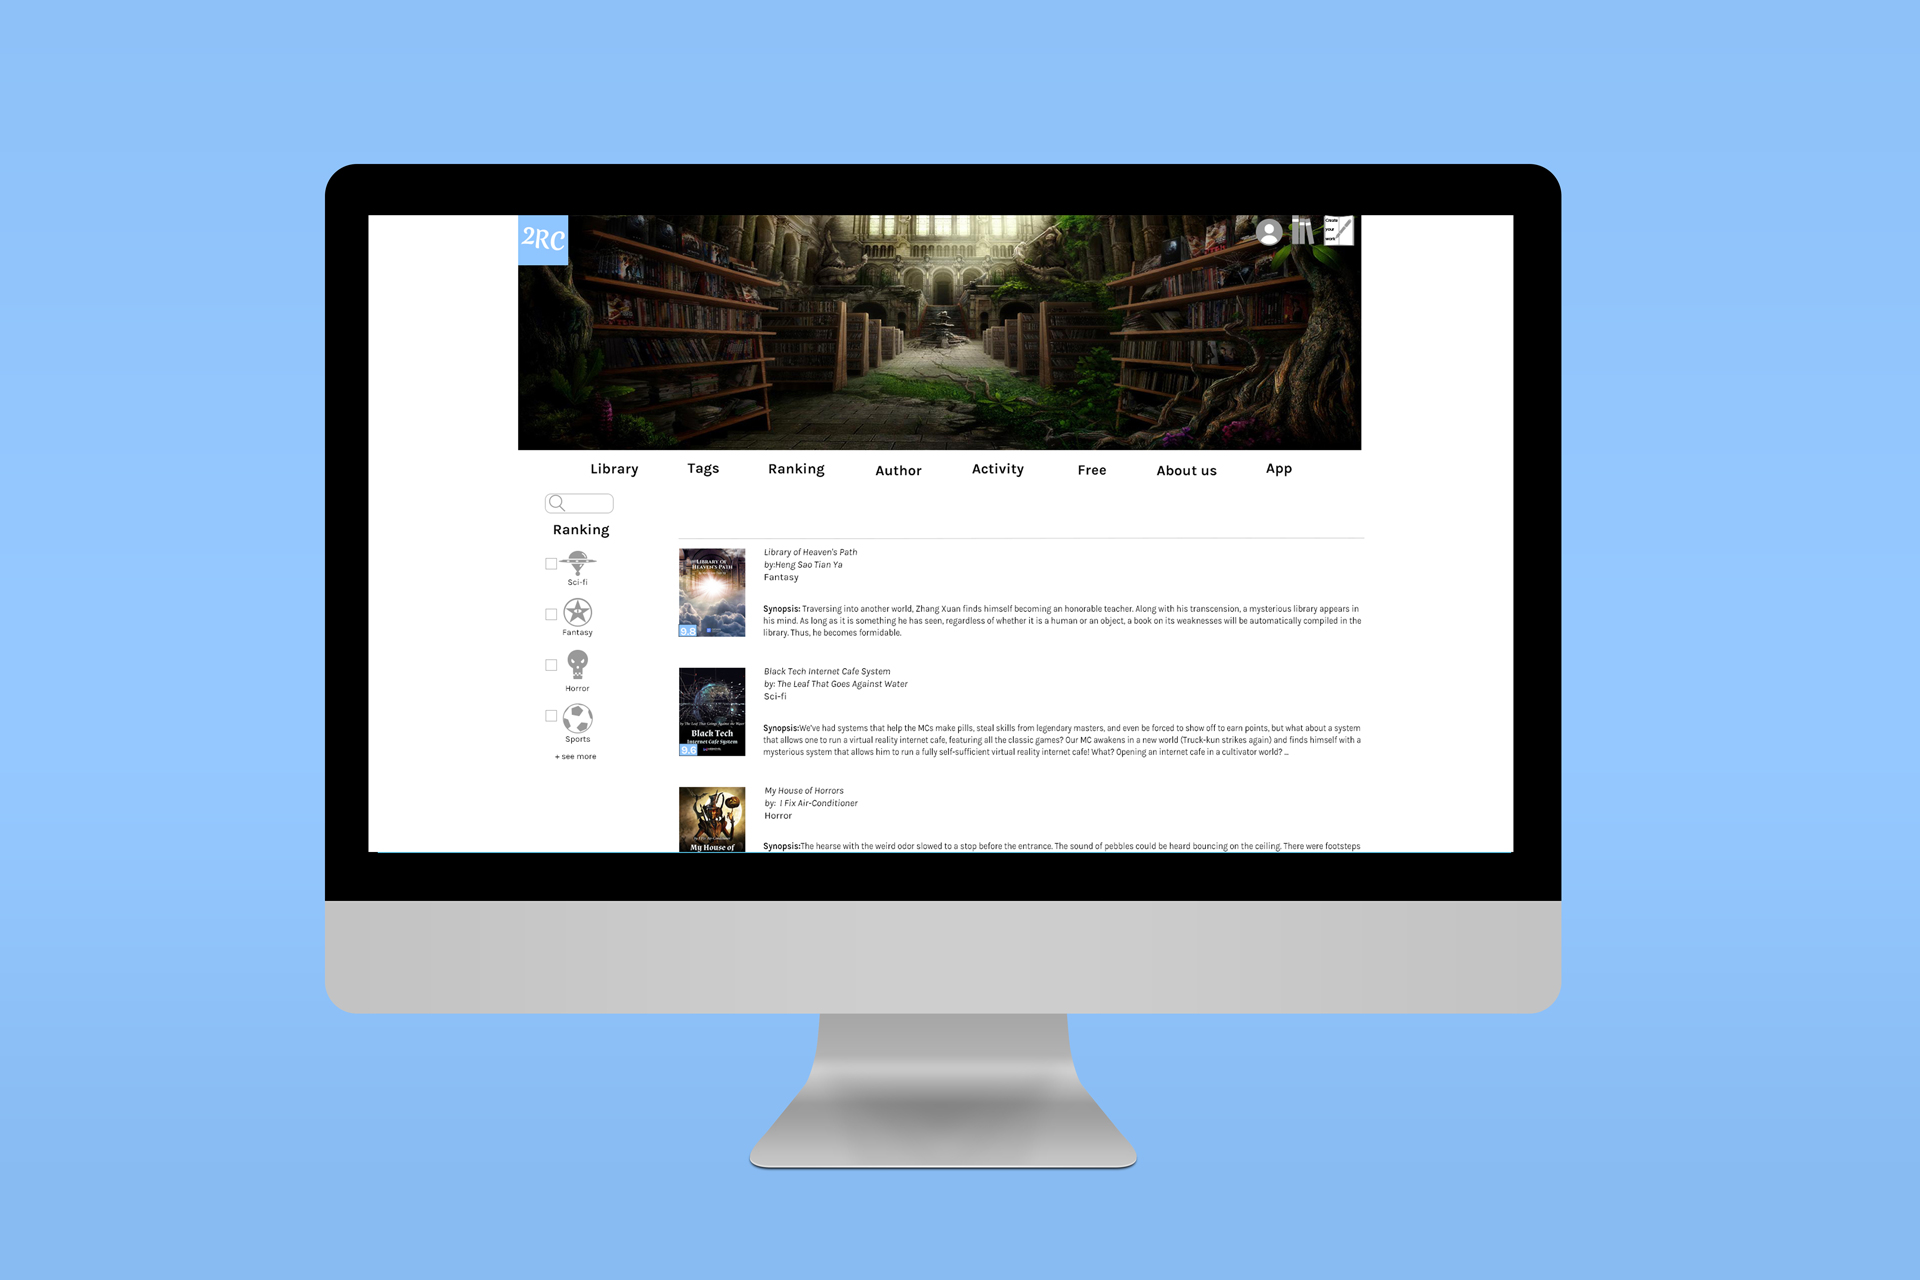 2RC
Create
your
work
Library Tags Ranking Author Activity Free About us App
Ranking
Sci-fi
Fantasy
Horror
Sports
+ see more
LIBRARY OF
HEAVEN'S PATH
9.8
Library of Heaven's Path
by:Heng Sao Tian Ya
Fantasy
Synopsis: Traversing into another world, Zhang Xuan finds himself becoming an honorable teacher. Along with his transcension, a mysterious library appears in
his mind. As long as it is something he has seen, regardless of whether it is a human or an object, a book on its weaknesses will be automatically compiled in the
library. Thus, he becomes formidable.
by The Leaf That Goes Against the Water
Black Tech
Internet Cafe System
9.6
Black Tech Internet Cafe System
by: The Leaf That Goes Against Water
Sci-fi
Synopsis:We've had systems that help the MCs make pills, steal skills from legendary masters, and even be forced to show off to earn points, but what about a system
that allows one to run a virtual reality internet cafe, featuring all the classic games? Our MC awakens in a new world (Truck-kun strikes again) and finds himself with a
mysterious system that allows him to run a fully self-sufficient virtual reality internet cafe! What? Opening an internet cafe in a cultivator world? ...
My House of
My House of Horrors
by: I Fix Air-Conditioner
Horror
Synopsis:The hearse with the weird odor slowed to a stop before the entrance. The sound of pebbles could be heard bouncing on the ceiling. There were footsteps